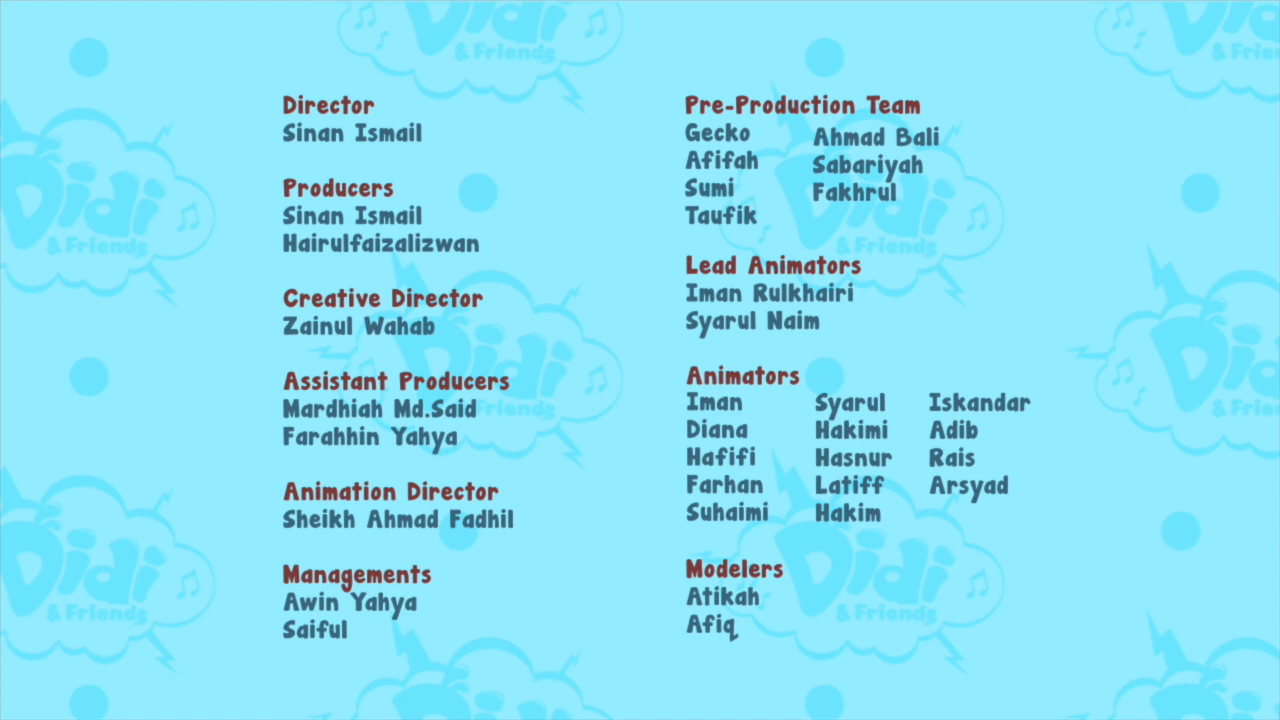 Director
Sinan Ismail
Producers
Sinan Ismail
Hairulfaizalizwan
Creative Director
Zainul Wahab
Assistant Producers
Mardhiah Md.Said
Farahhin Yahya
Animation Director
Sheikh Ahmad Fadhil
Managements
Awin Yahya
Saiful
Pre-Production Team
Gecko
Afifah
Sumi
Taufik
Ahmad Bali
Sabariyah
Fakhrul
Lead Animators
Iman Rulkhairi
Syarul Naim
Animators
Iman
Diana
Hafifi
Farhan
Suhaimi
Syarul
Hakimi
Hasnur
Latiff
Hakim
Iskandar
Adib
Rais
Arsyad
Modelers
Atikah
Afiq
Didi
& Friends